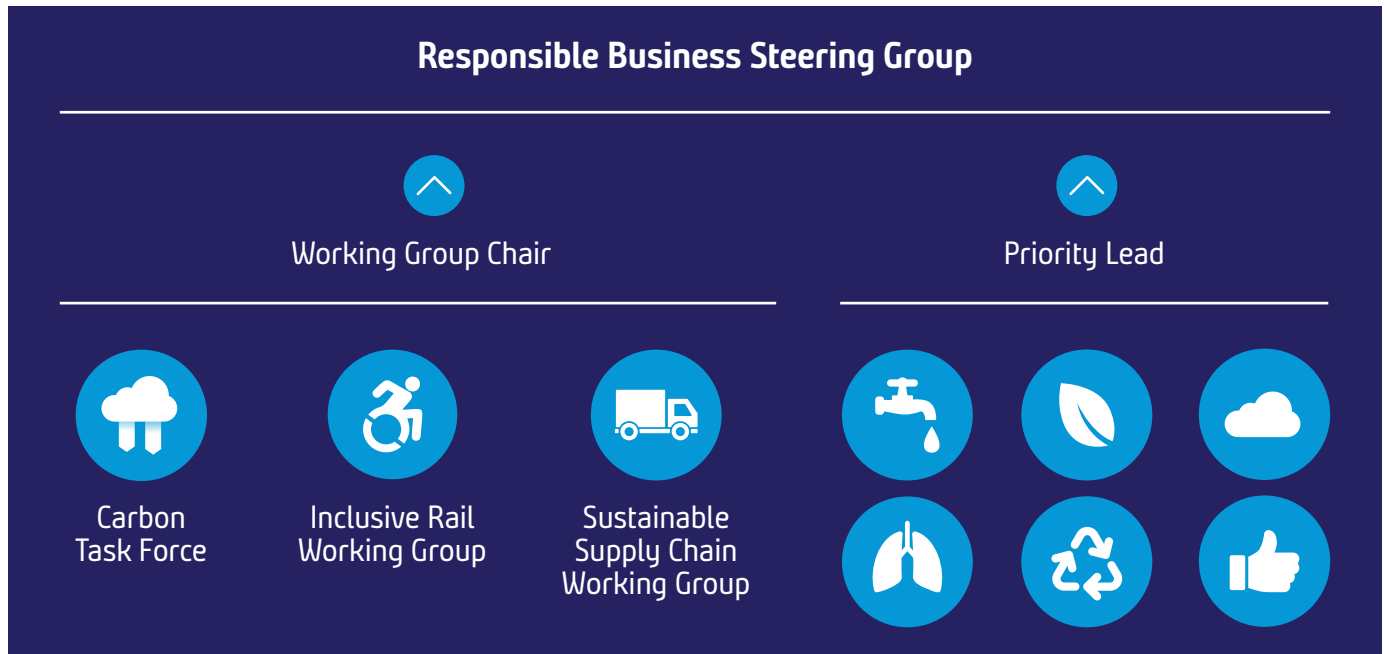 Responsible Business Steering Group
Working Group Chair
Priority Lead
Carbon
Task Force
Inclusive Rail
Working Group
Sustainable
Supply Chain
Working Group